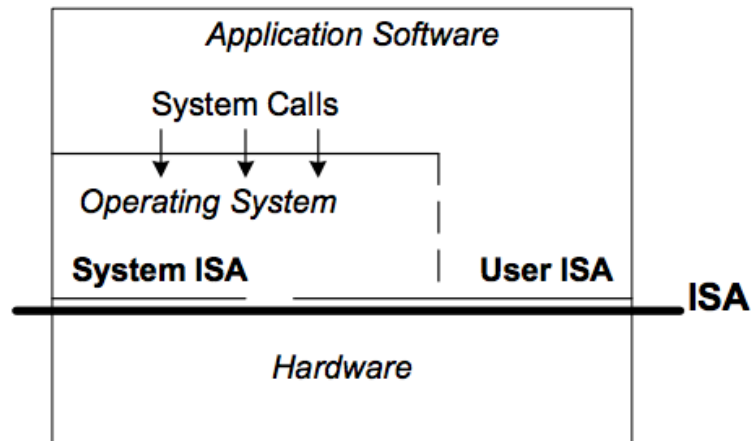 Application Software
System Calls
Operating System
System ISA
User ISA
ISA
Hardware